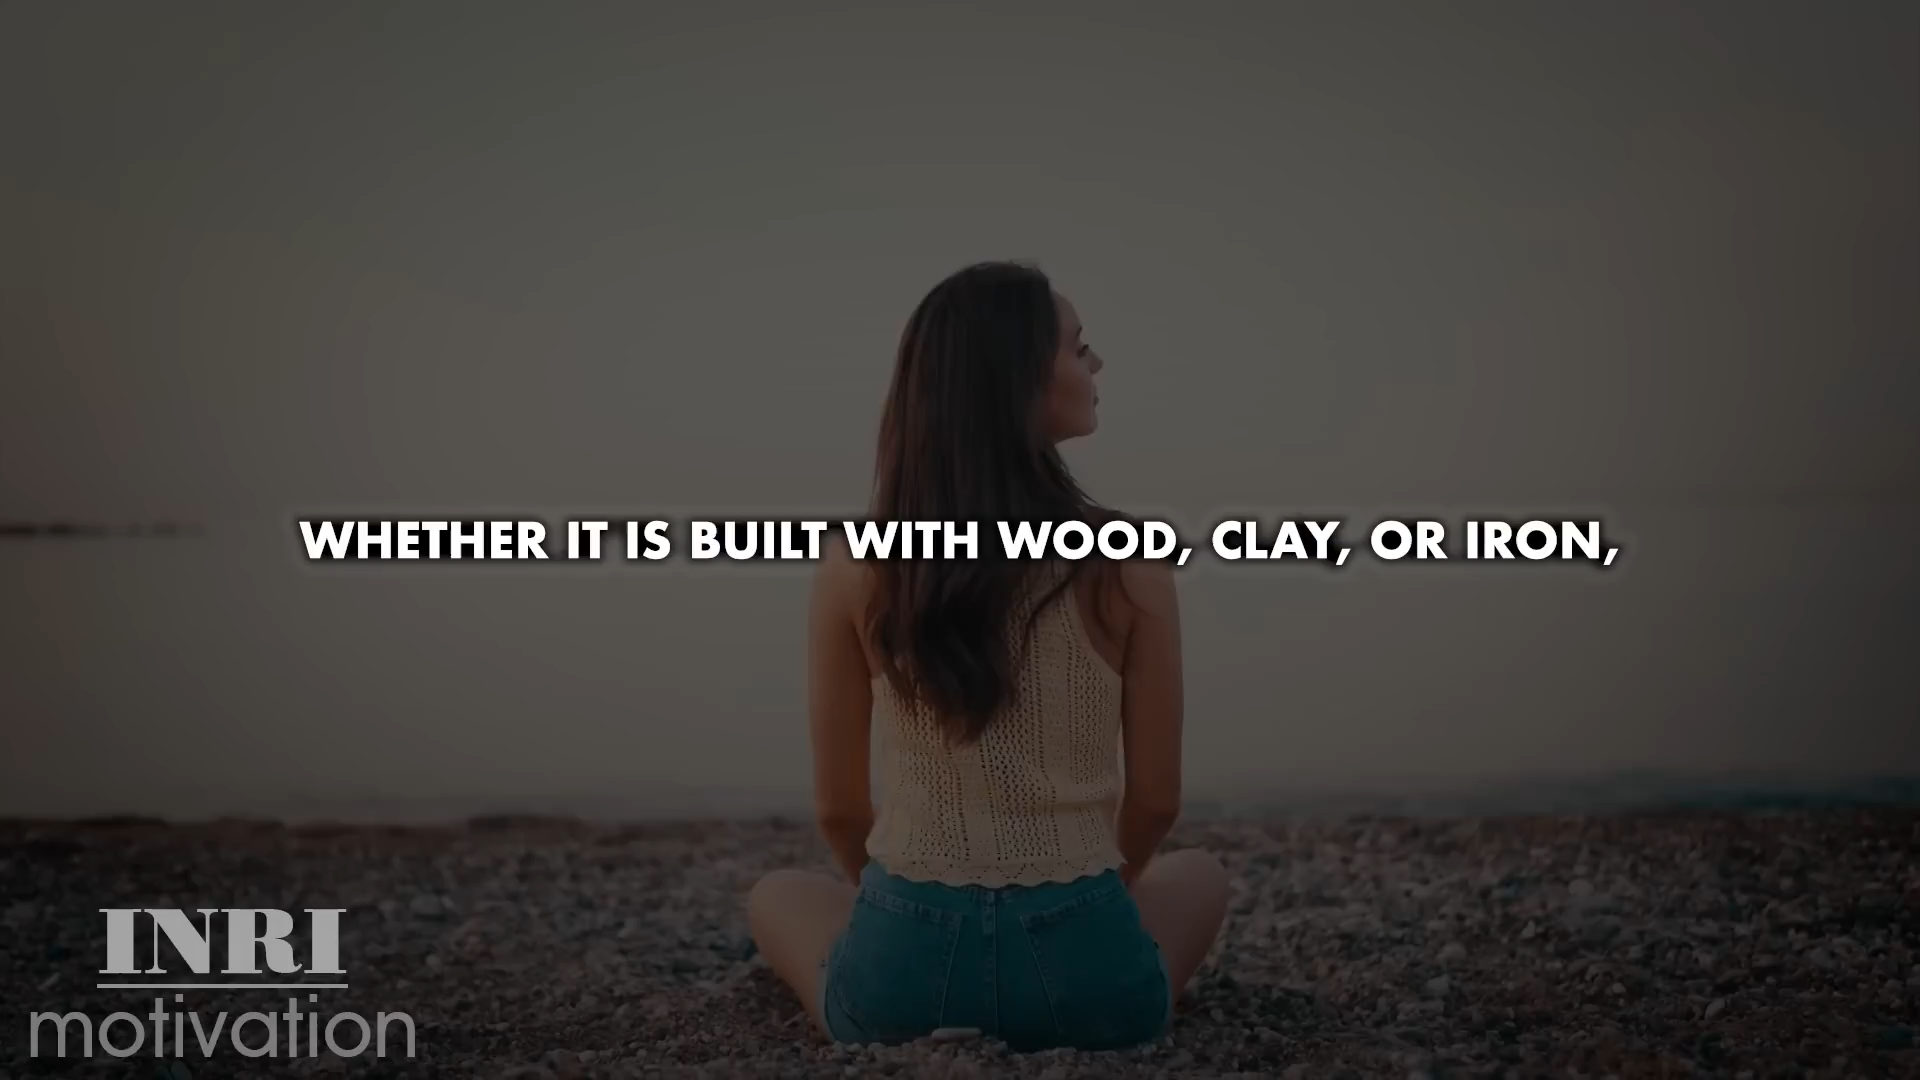 WHETHER IT IS BUILT WITH WOOD, CLAY, OR IRON,
INRI
motivation